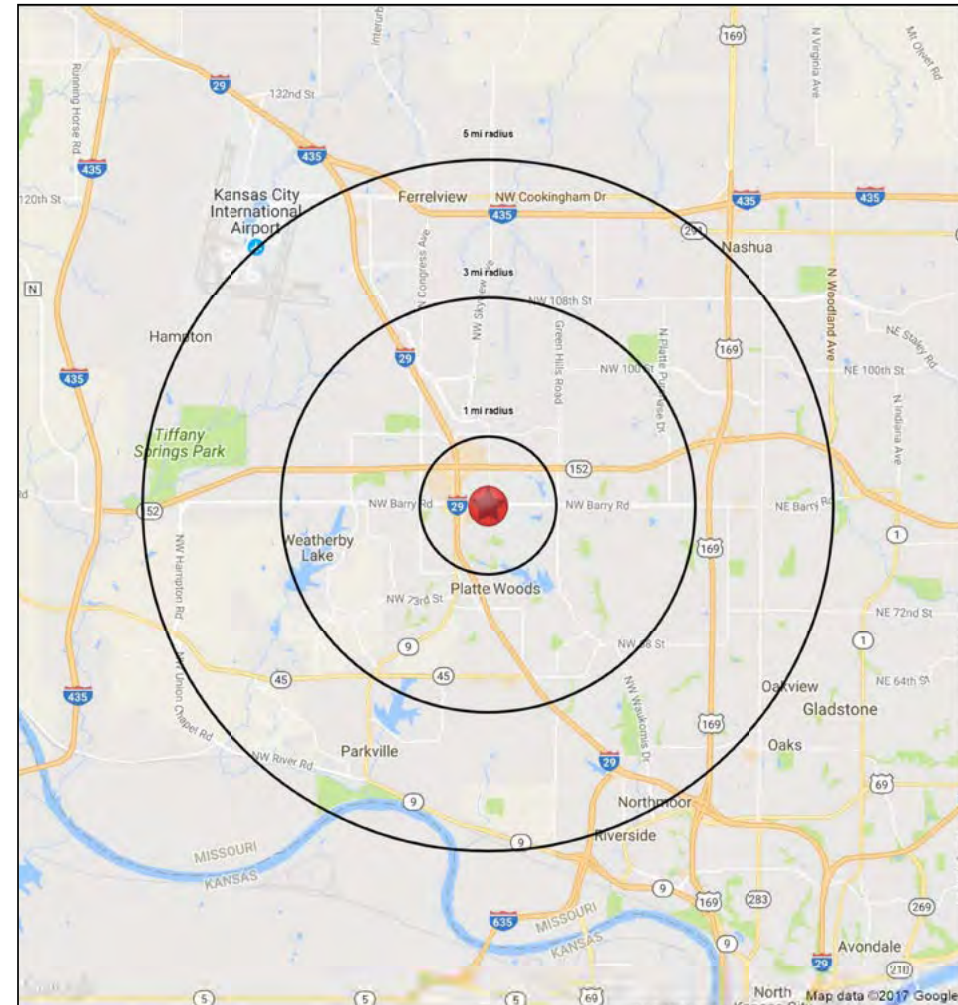 169
Interurb
N Virginia Ave
Mt Olivet Rd
Running Horse Rd
29
132nd St
5 mi radius
435
435
120th St
Kansas City
International
Airport
Ferrelview
NW Cookingham Dr
435
435
435
291
Nashua
N Congress Ave
3 mi radius
NW Skyview Ave
N
NW 108th St
N Woodland Ave
Hampton
Green Hills Road
N Platte Purchase Dr
NE Staley Rd
169
29
NW 100 St
NE 100th St
435
1 mi radius
N Indiana Ave
Tiffany
Springs Park
152
152
NW Barry Rd
29
NW Barry Rd
NE Barry Rd
1
Weatherby
Lake
169
NW Hampton Rd
Platte Woods
NW 73rd St
NE 72nd St
9
NW 68 St
1
45
45
NE 64th St
435
NW Union Chapel Rd
NW Waukomis Dr
Oakview
Gladstone
169
Parkville
Oaks
NW River Rd
29
69
9
Northmoor
Riverside
9
MISSOURI
KANSAS
9
169
283
269
635
MISSOURI
KANSAS
9
Avondale
29
210
5
5
5
69
North
Map data ©2017 Google